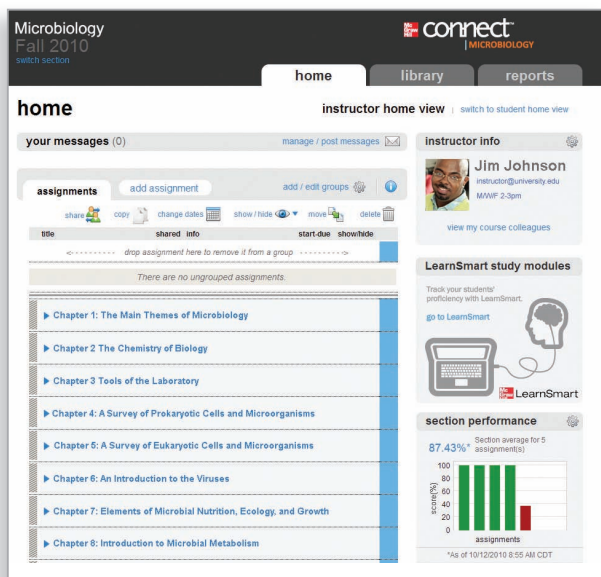 Microbiology
Fall 2010
switch section
Mc
Graw
Hill
connect™
MICROBIOLOGY
home
library
reports
home
instructor home view | switch to student home view
your messages (0)
manage / post messages
assignments
add assignment
add / edit groups
share
copy
change dates
show / hide
move
delete
title
shared info
start-due
show/hide
<---------- drop assignment here to remove it from a group ---------->
There are no ungrouped assignments.
Chapter 1: The Main Themes of Microbiology
Chapter 2 The Chemistry of Biology
Chapter 3 Tools of the Laboratory
Chapter 4: A Survey of Prokaryotic Cells and Microorganisms
Chapter 5: A Survey of Eukaryotic Cells and Microorganisms
Chapter 6: An Introduction to the Viruses
Chapter 7: Elements of Microbial Nutrition, Ecology, and Growth
Chapter 8: Introduction to Microbial Metabolism
instructor info
Jim Johnson
instructor@university.edu
M/W/F 2-3pm
view my course colleagues
LearnSmart study modules
Track your students'
proficiency with LearnSmart.
go to LearnSmart
LearnSmart
section performance
87.43%* Section average for 5
assignment(s)
score(%)
100
80
60
40
20
0
assignments
*As of 10/12/2010 8:55 AM CDT